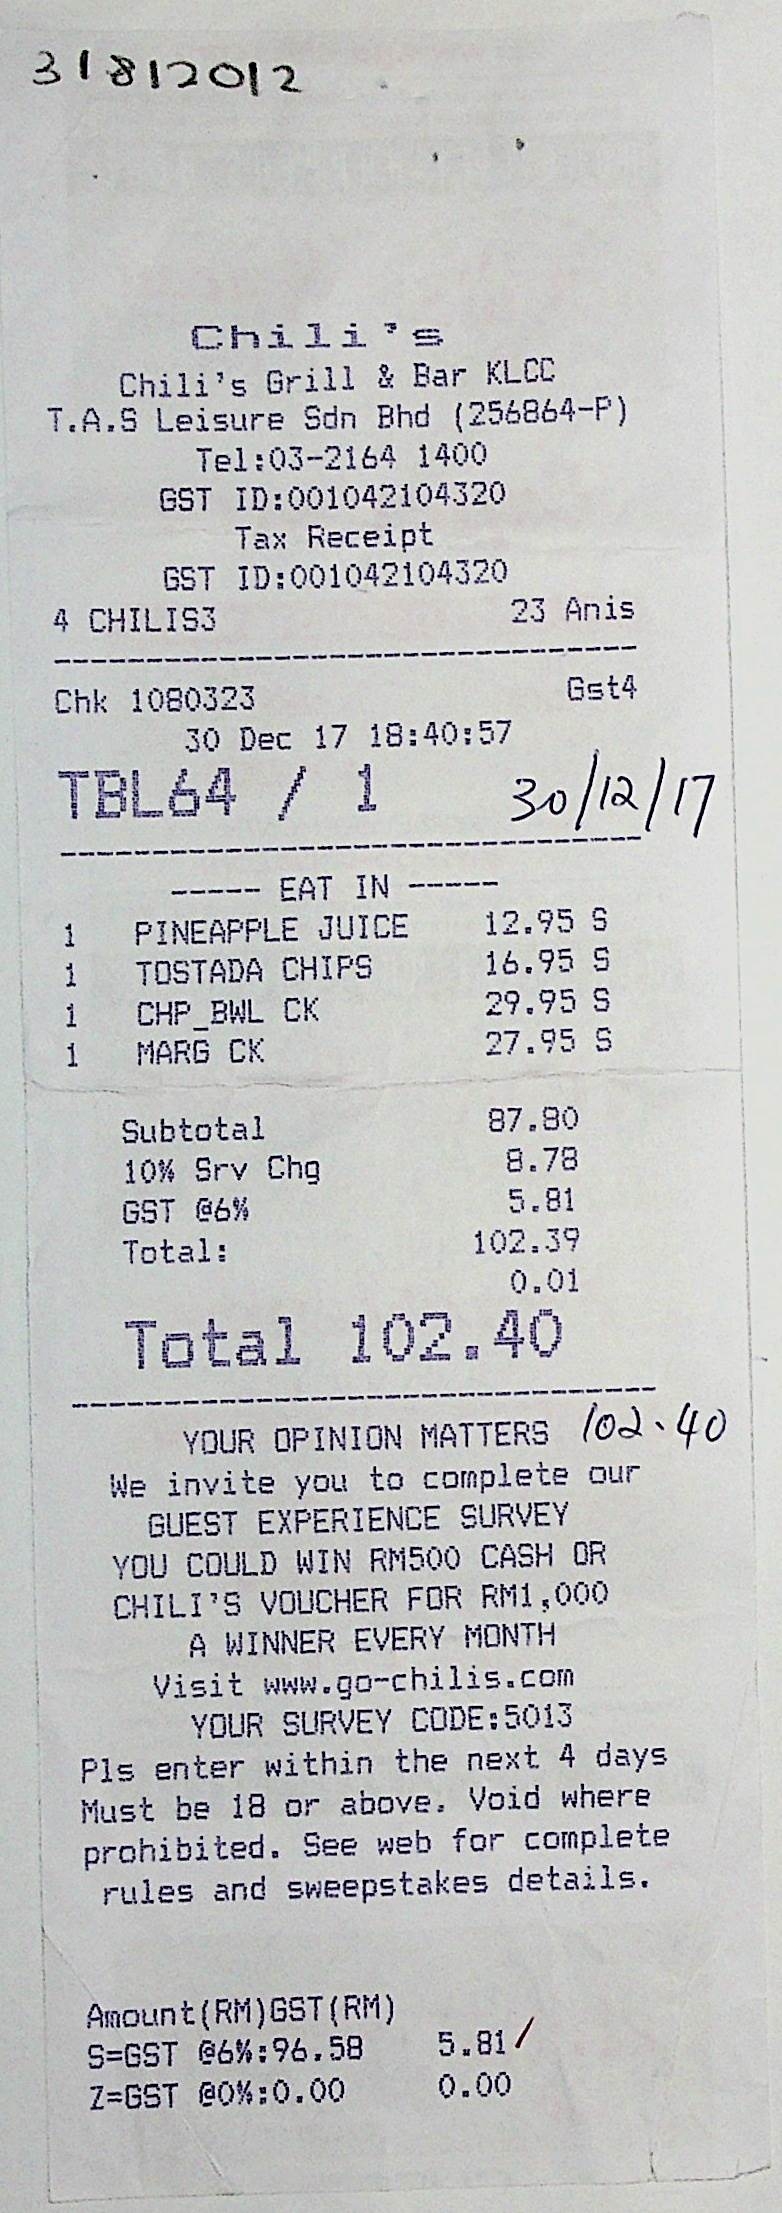 31812012
Chili's
Chili's Grill & Bar KLCC
T.A.S Leisure Sdn Bhd (256864-P)
Tel:03-2164 1400
GST ID:001042104320
Tax Receipt
GST ID:001042104320
4 CHILIS3 23 Anis
--------------------------------
Chk 1080323 Gst4
30 Dec 17 18:40:57
TBL64 / 1 30/12/17
--------------------------------
----- EAT IN -----
1 PINEAPPLE JUICE 12.95 S
1 TOSTADA CHIPS 16.95 S
1 CHP_BWL CK 29.95 S
1 MARG CK 27.95 S
Subtotal 87.80
10% Srv Chg 8.78
GST @6% 5.81
Total: 102.39
0.01
Total 102.40
--------------------------------
YOUR OPINION MATTERS 102.40
We invite you to complete our
GUEST EXPERIENCE SURVEY
YOU COULD WIN RM500 CASH OR
CHILI'S VOUCHER FOR RM1,000
A WINNER EVERY MONTH
Visit www.go-chilis.com
YOUR SURVEY CODE:5013
Pls enter within the next 4 days
Must be 18 or above. Void where
prohibited. See web for complete
rules and sweepstakes details.
Amount(RM)GST(RM)
S=GST @6%:96.58 5.81 /
Z=GST @0%:0.00 0.00